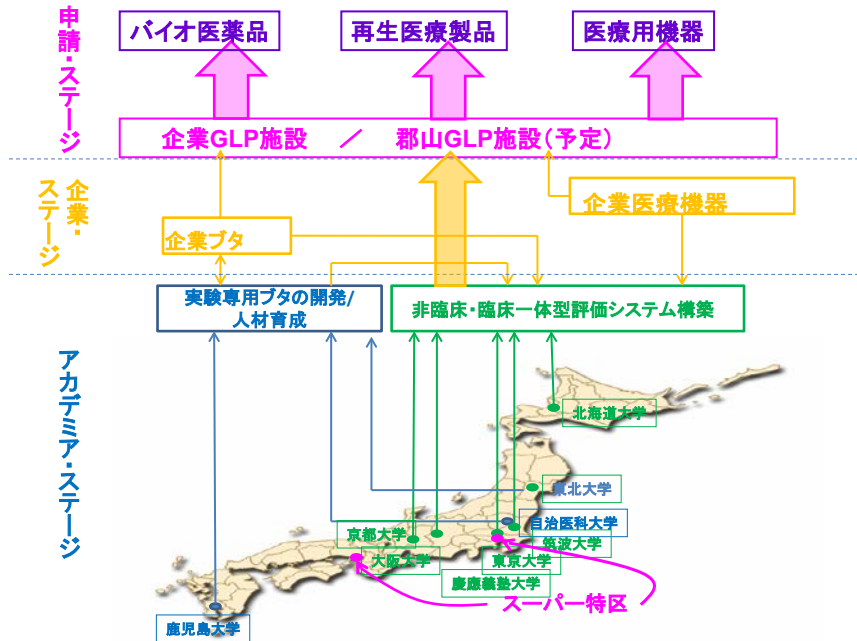 申請・ステージ
バイオ医薬品
再生医療製品
医療用機器
企業GLP施設 ／ 郡山GLP施設(予定)
企業・
ステージ
企業医療機器
企業ブタ
実験専用ブタの開発/
人材育成
非臨床・臨床一体型評価システム構築
アカデミア・ステージ
北海道大学
東北大学
自治医科大学
京都大学
筑波大学
大阪大学
東京大学
慶應義塾大学
スーパー特区
鹿児島大学